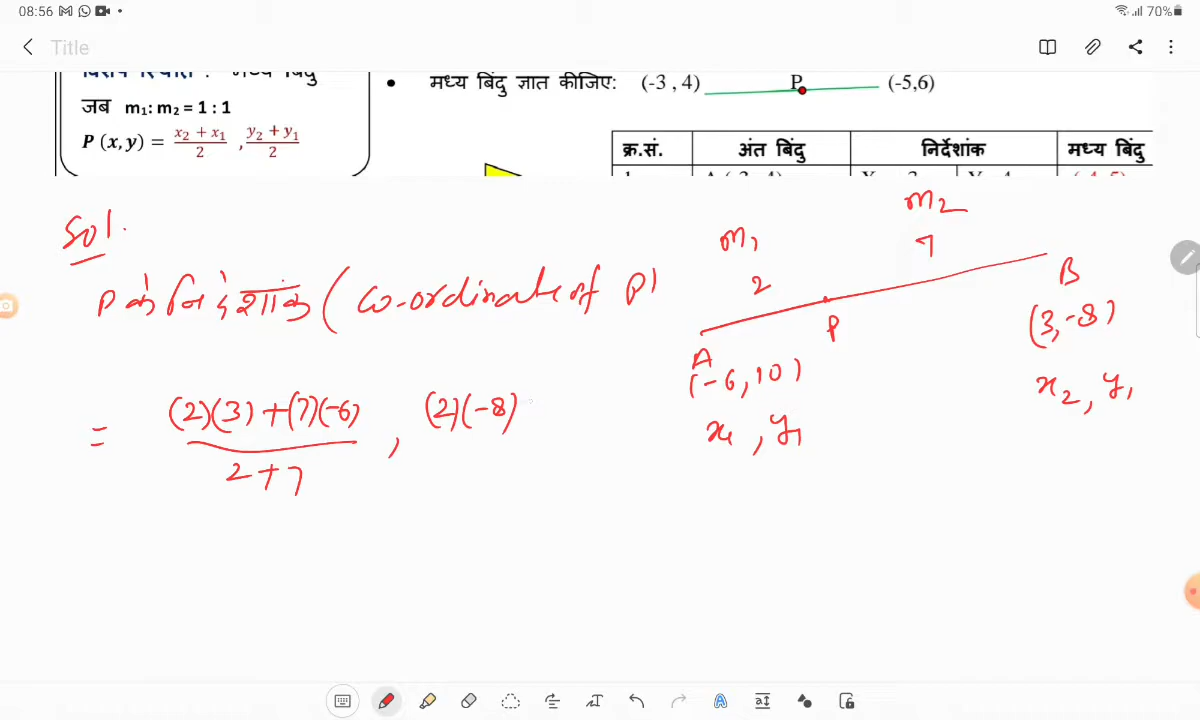 08:56 70%
Title
जब m₁: m₂ = 1 : 1
P (x, y) = x₂ + x₁/2 , y₂ + y₁/2
• मध्य बिंदु ज्ञात कीजिए: (-3 , 4) P (-5,6)
क्र.सं. अंत बिंदु निर्देशांक मध्य बिंदु
Sol.
P के निर्देशांक (Co-ordinate of P)
= (2)(3)+(7)(-6)/2+7 , (2)(-8)
m₁ m₂
2 7
A P B
(-6,10) (3,-8)
x₁ , y₁ x₂, y₁